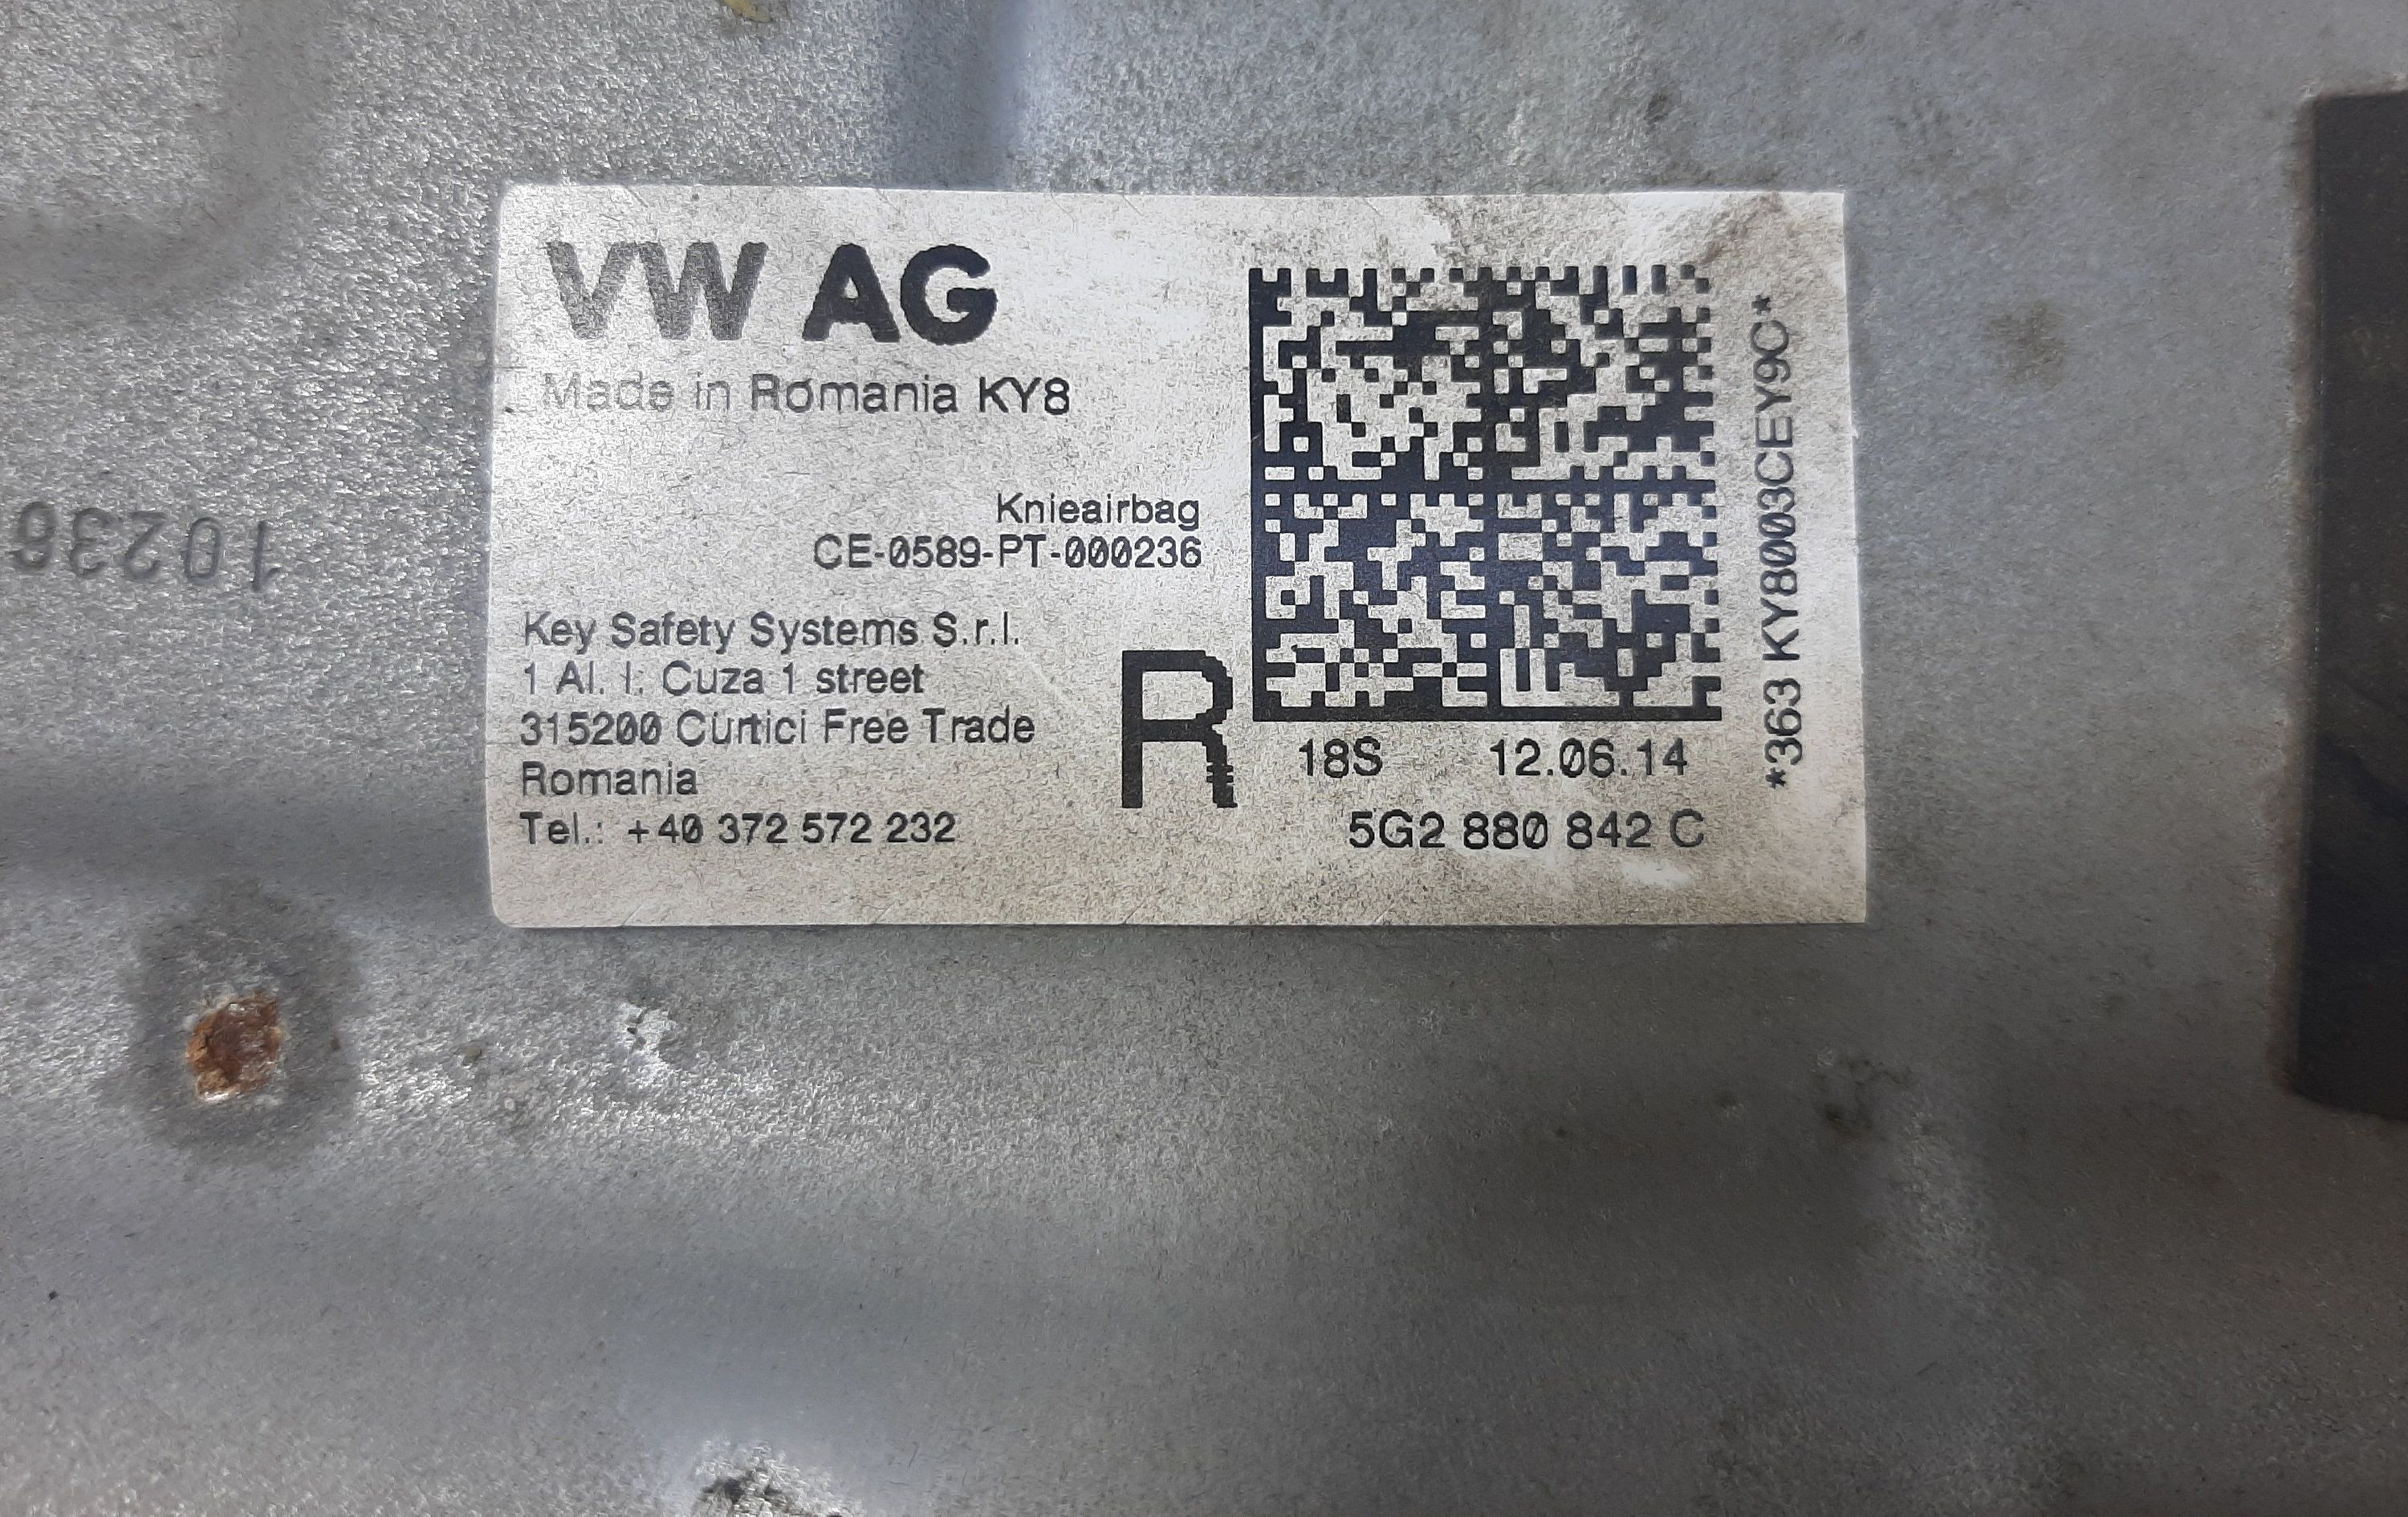 VW AG
Made in Romania KY8
Knieairbag
CE-0589-PT-000236
Key Safety Systems S.r.l.
1 Al. I. Cuza 1 street
315200 Curtici Free Trade
Romania
Tel.: +40 372 572 232
R
18S 12.06.14
5G2 880 842 C
*363 KY8003CEY9C*
10236